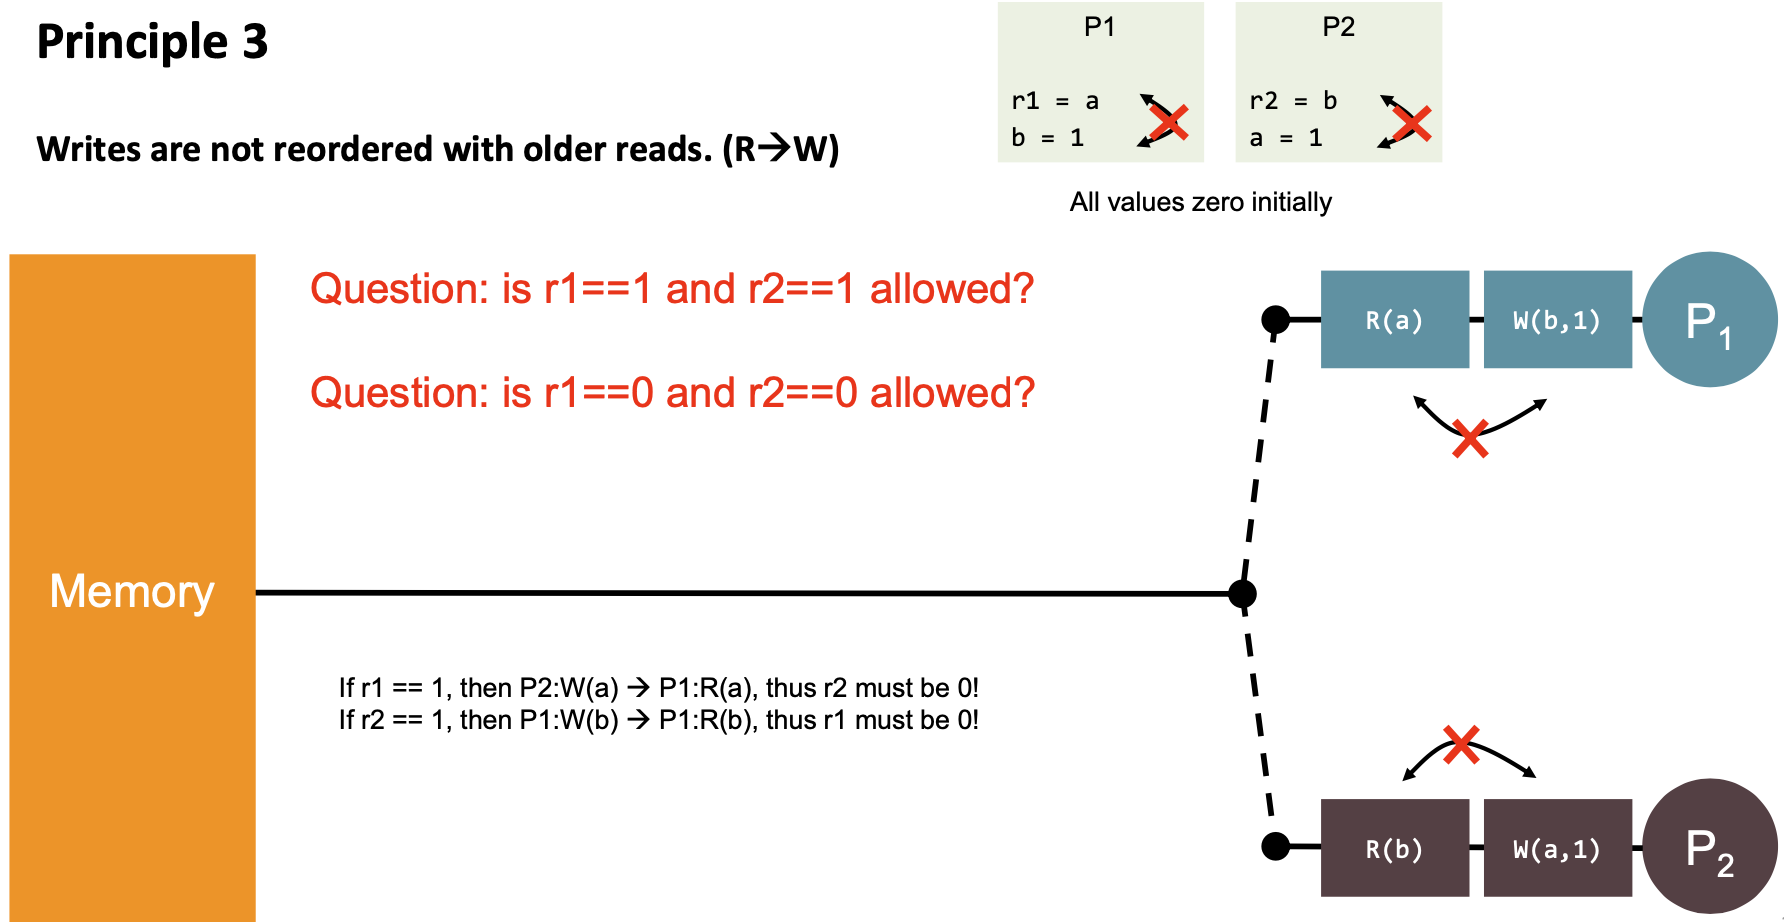 Principle 3
Writes are not reordered with older reads. (R→W)
P1
r1 = a
b = 1
P2
r2 = b
a = 1
All values zero initially
Question: is r1==1 and r2==1 allowed?
Question: is r1==0 and r2==0 allowed?
R(a)
W(b,1)
P1
Memory
If r1 == 1, then P2:W(a) → P1:R(a), thus r2 must be 0!
If r2 == 1, then P1:W(b) → P1:R(b), thus r1 must be 0!
R(b)
W(a,1)
P2